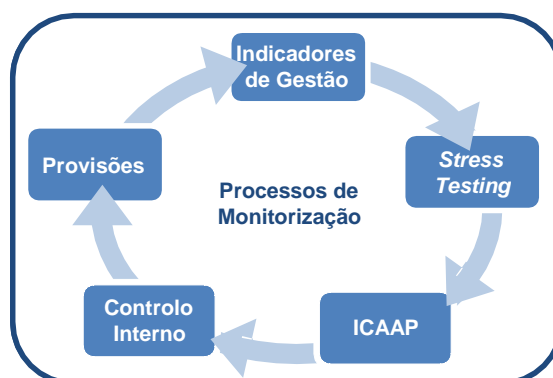 Indicadores
de Gestão
Stress
Testing
ICAAP
Controlo
Interno
Provisões
Processos de
Monitorização